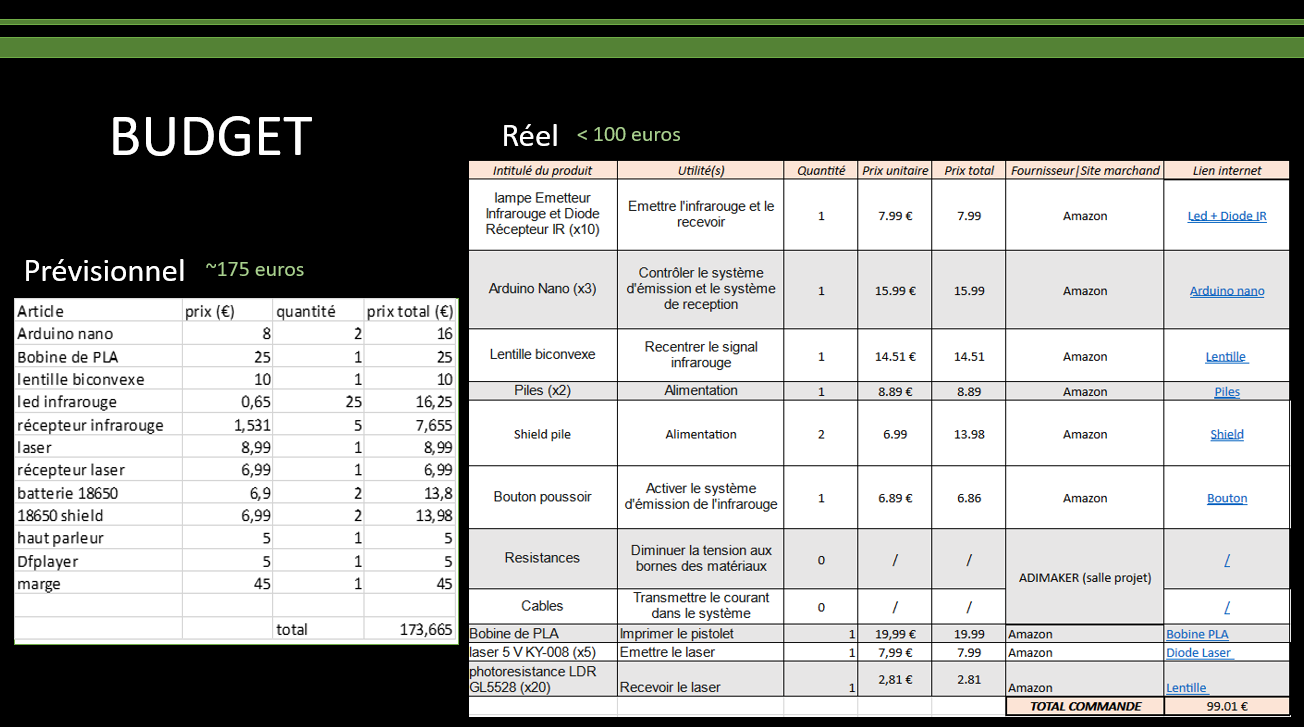 BUDGET
Prévisionnel ~175 euros
Article prix (€) quantité prix total (€)
Arduino nano 8 2 16
Bobine de PLA 25 1 25
lentille biconvexe 10 1 10
led infrarouge 0,65 25 16,25
récepteur infrarouge 1,531 5 7,655
laser 8,99 1 8,99
récepteur laser 6,99 1 6,99
batterie 18650 6,9 2 13,8
18650 shield 6,99 2 13,98
haut parleur 5 1 5
Dfplayer 5 1 5
marge 45 1 45
total 173,665
Réel < 100 euros
Intitulé du produit Utilité(s) Quantité Prix unitaire Prix total Fournisseur|Site marchand Lien internet
lampe Emetteur
Infrarouge et Diode
Récepteur IR (x10)
Emettre l'infrarouge et le
recevoir
1 7.99 € 7.99 Amazon Led + Diode IR
Arduino Nano (x3)
Contrôler le système
d'émission et le système
de reception
1 15.99 € 15.99 Amazon Arduino nano
Lentille biconvexe
Recentrer le signal
infrarouge
1 14.51 € 14.51 Amazon Lentille
Piles (x2) Alimentation 1 8.89 € 8.89 Amazon Piles
Shield pile Alimentation 2 6.99 13.98 Amazon Shield
Bouton poussoir
Activer le système
d'émission de l'infrarouge
1 6.89 € 6.86 Amazon Bouton
Resistances
Diminuer la tension aux
bornes des matériaux
0 / / /
ADIMAKER (salle projet)
Cables
Transmettre le courant
dans le système
0 / / /
Bobine de PLA Imprimer le pistolet 1 19,99 € 19.99 Amazon Bobine PLA
laser 5 V KY-008 (x5) Emettre le laser 1 7,99 € 7.99 Amazon Diode Laser
photoresistance LDR
GL5528 (x20) Recevoir le laser 1 2,81 € 2.81 Amazon Lentille
TOTAL COMMANDE 99.01 €